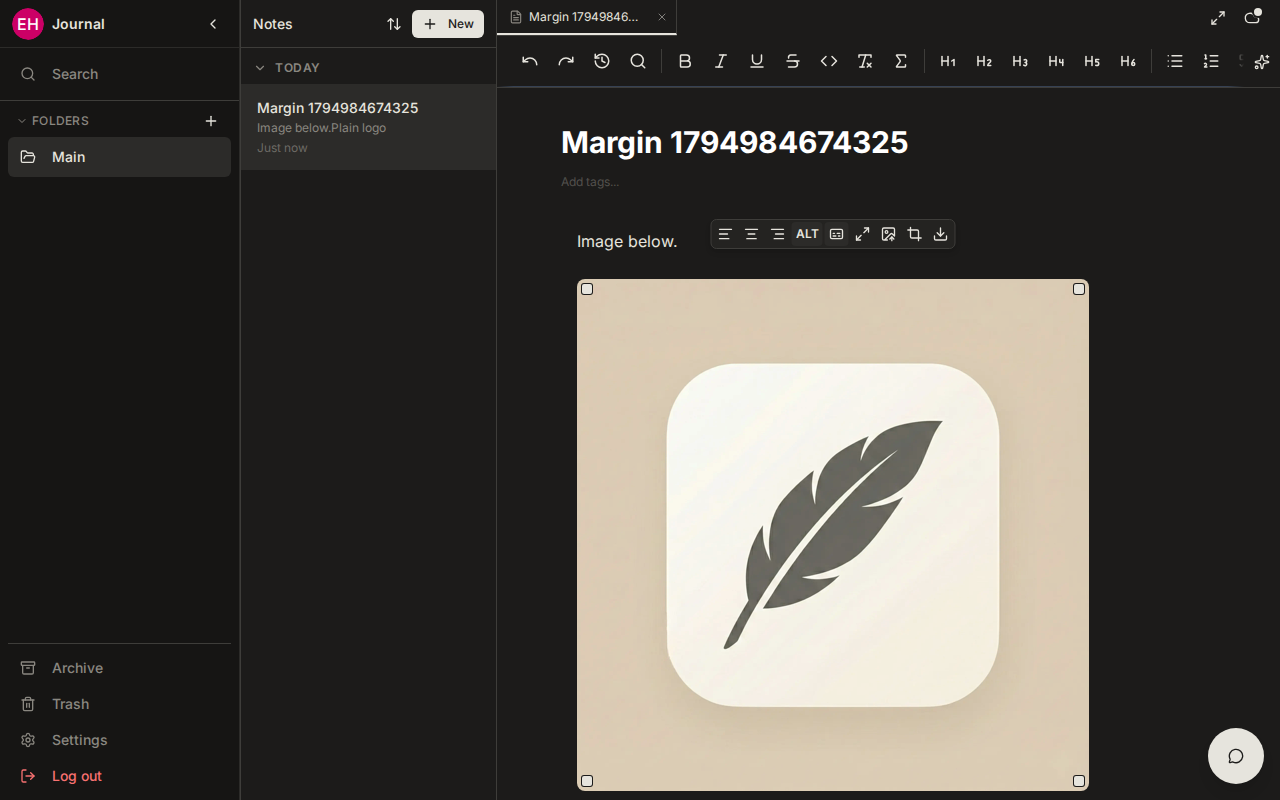 EH Journal
Search
FOLDERS
Main
Archive
Trash
Settings
Log out
Notes
New
TODAY
Margin 1794984674325
Image below.Plain logo
Just now
Margin 17949846...
B I U S H1 H2 H3 H4 H5 H6
Margin 1794984674325
Add tags...
Image below.
ALT